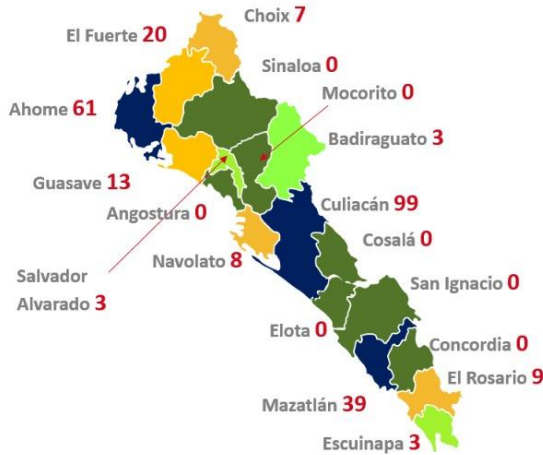 Choix 7
El Fuerte 20
Sinaloa 0
Mocorito 0
Ahome 61
Badiraguato 3
Guasave 13
Culiacán 99
Angostura 0
Cosalá 0
Navolato 8
Salvador
Alvarado 3
San Ignacio 0
Elota 0
Concordia 0
El Rosario 9
Mazatlán 39
Escuinapa 3